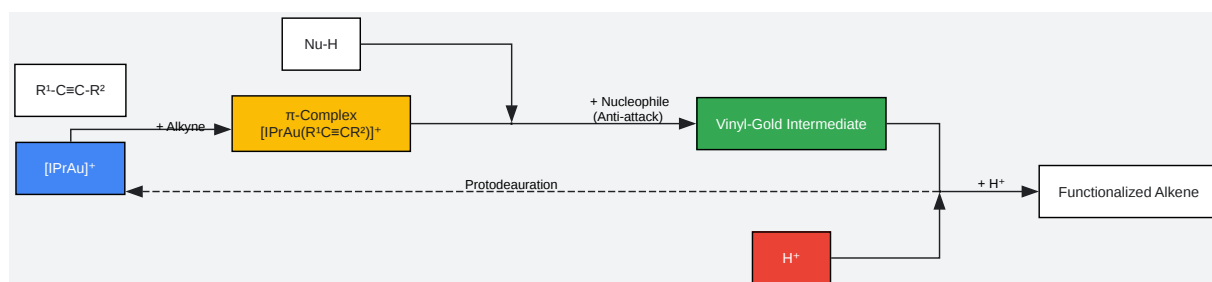 Nu-H
R¹-C≡C-R²
+ Alkyne
π-Complex
[IPrAu(R¹C≡CR²)]⁺
+ Nucleophile
(Anti-attack)
Vinyl-Gold Intermediate
[IPrAu]⁺
Protodeauration
+ H⁺
Functionalized Alkene
H⁺